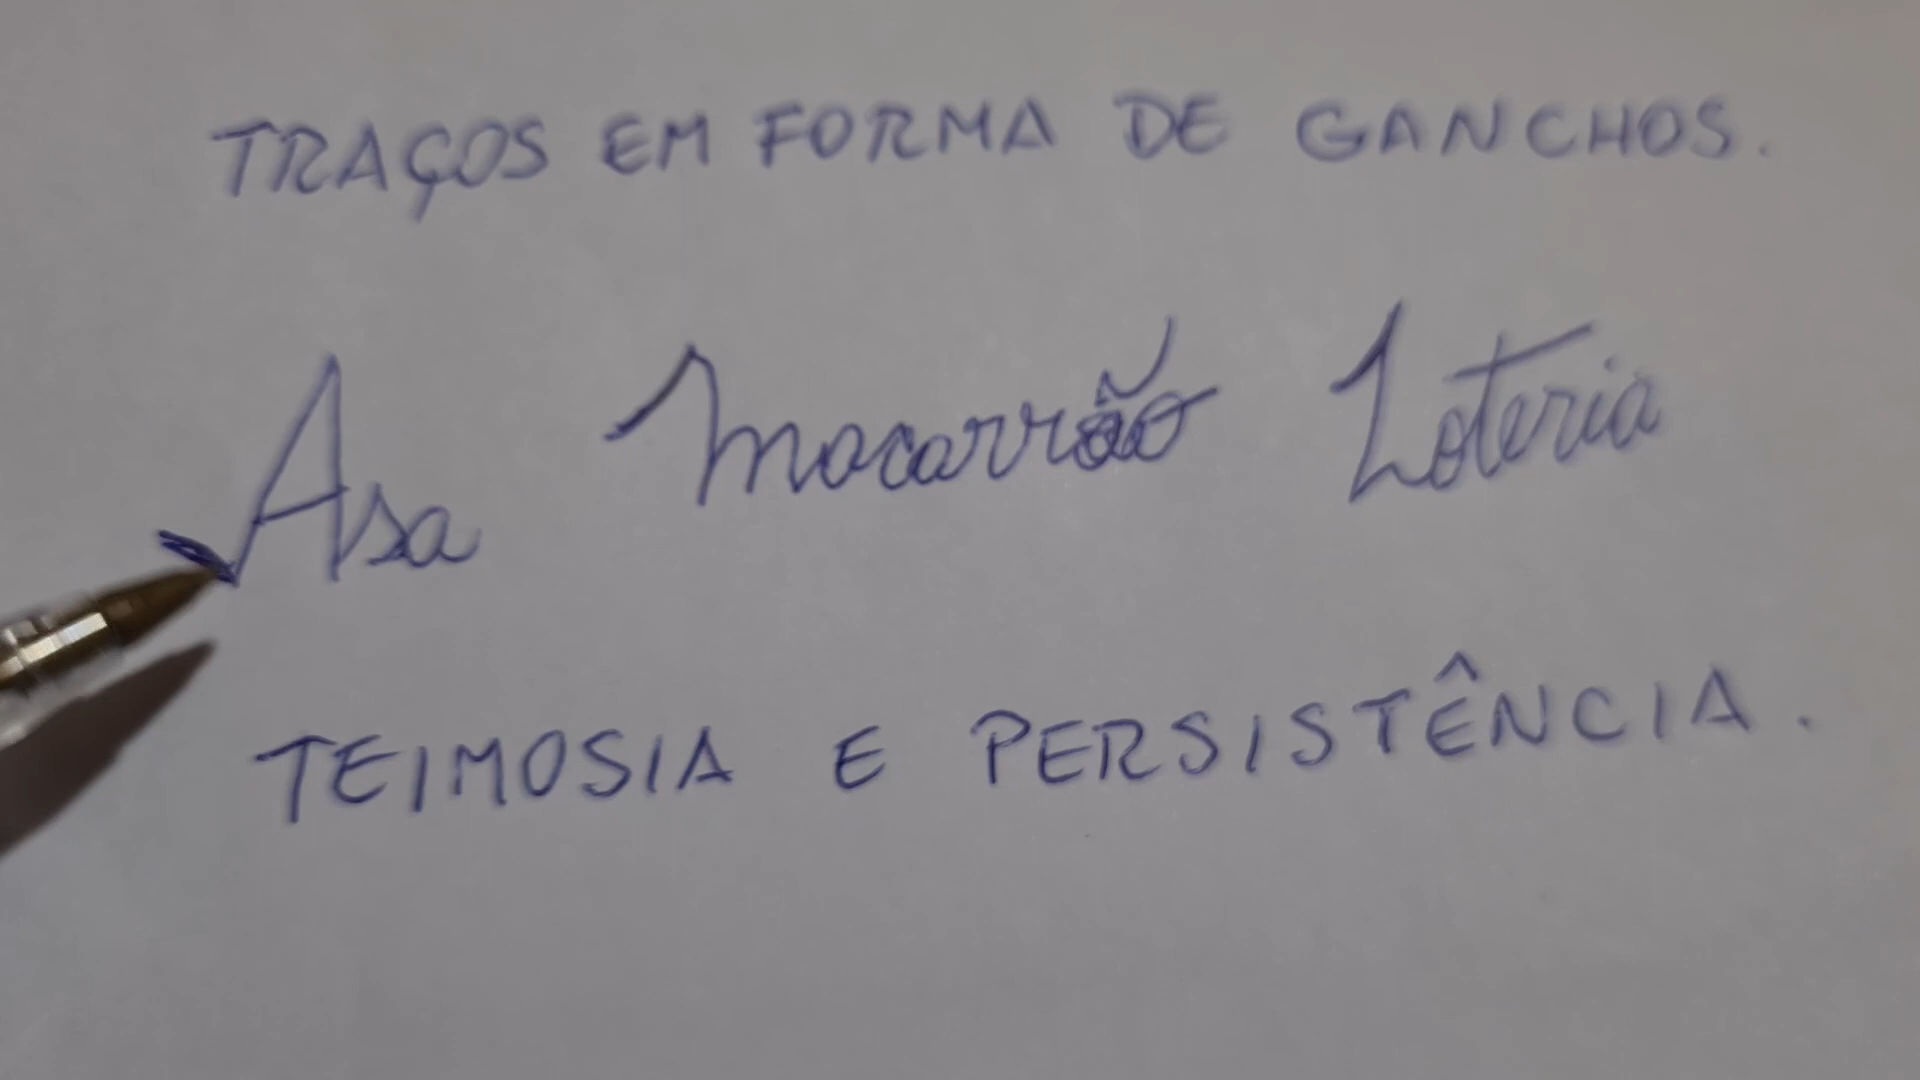 TRAÇOS EM FORMA DE GANCHOS.
Asa Macarrão Loteria
TEIMOSIA E PERSISTÊNCIA.